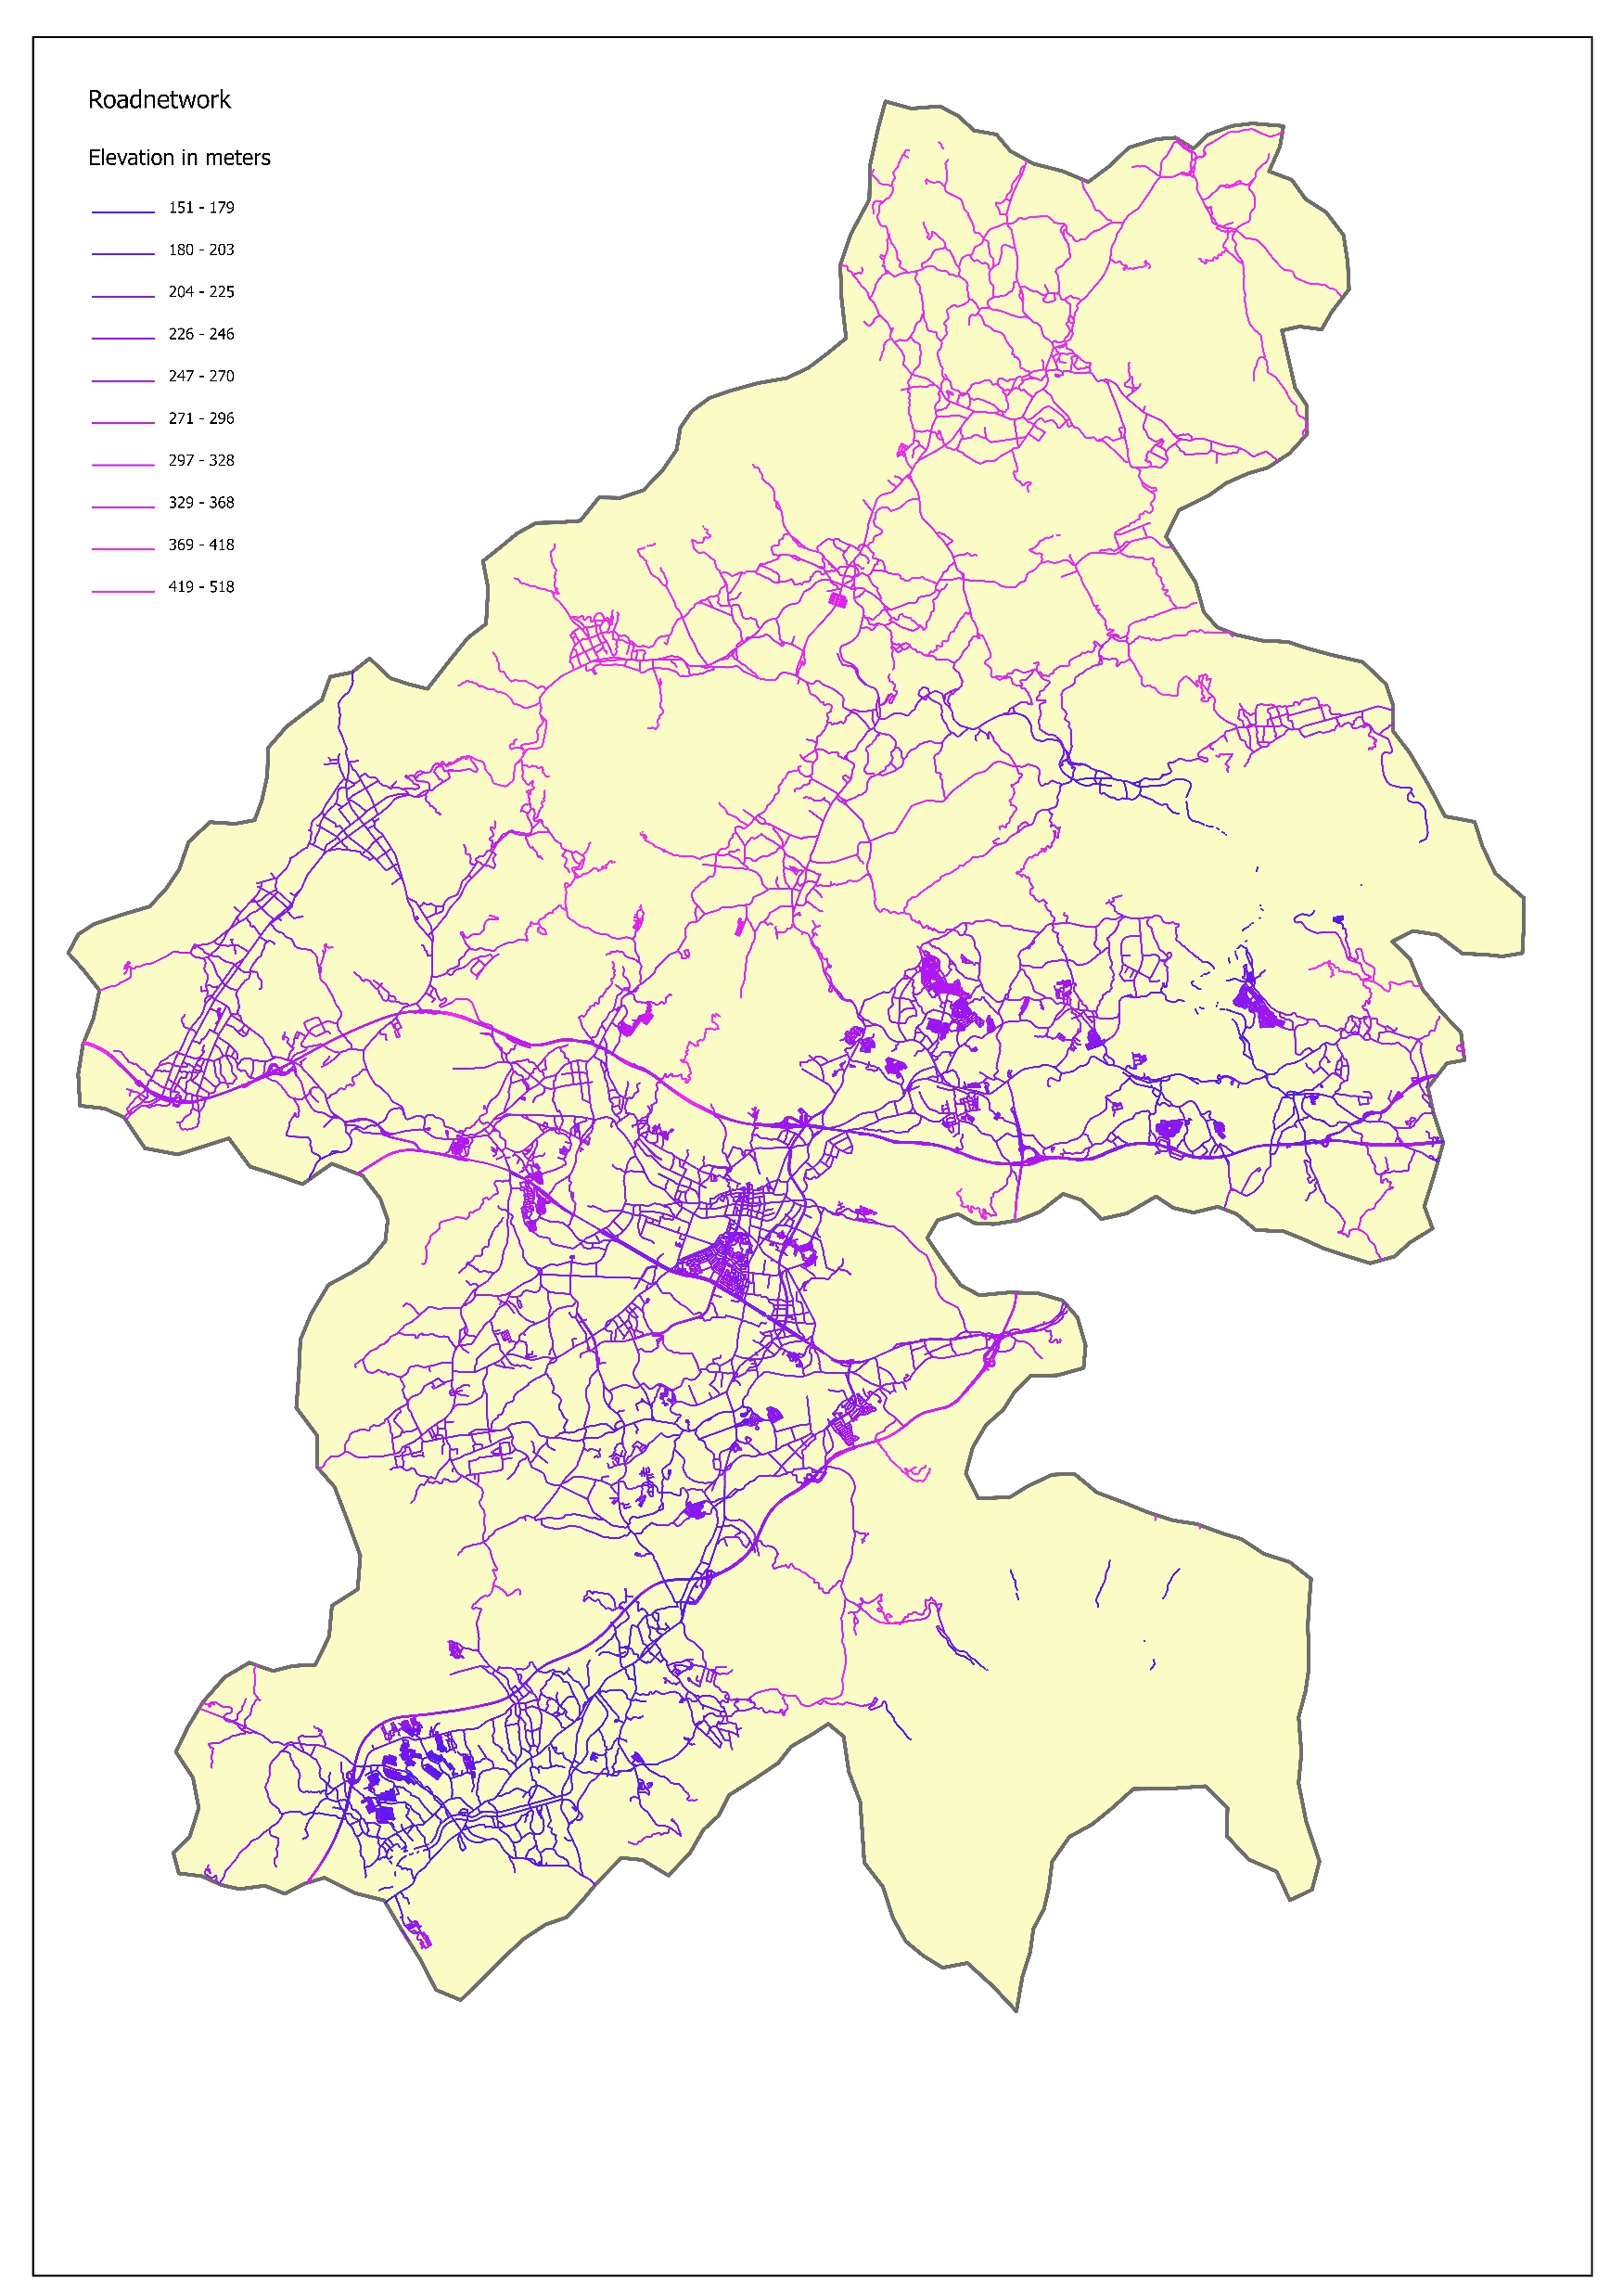 Roadnetwork
Elevation in meters
151 - 179
180 - 203
204 - 225
226 - 246
247 - 270
271 - 296
297 - 328
329 - 368
369 - 418
419 - 518